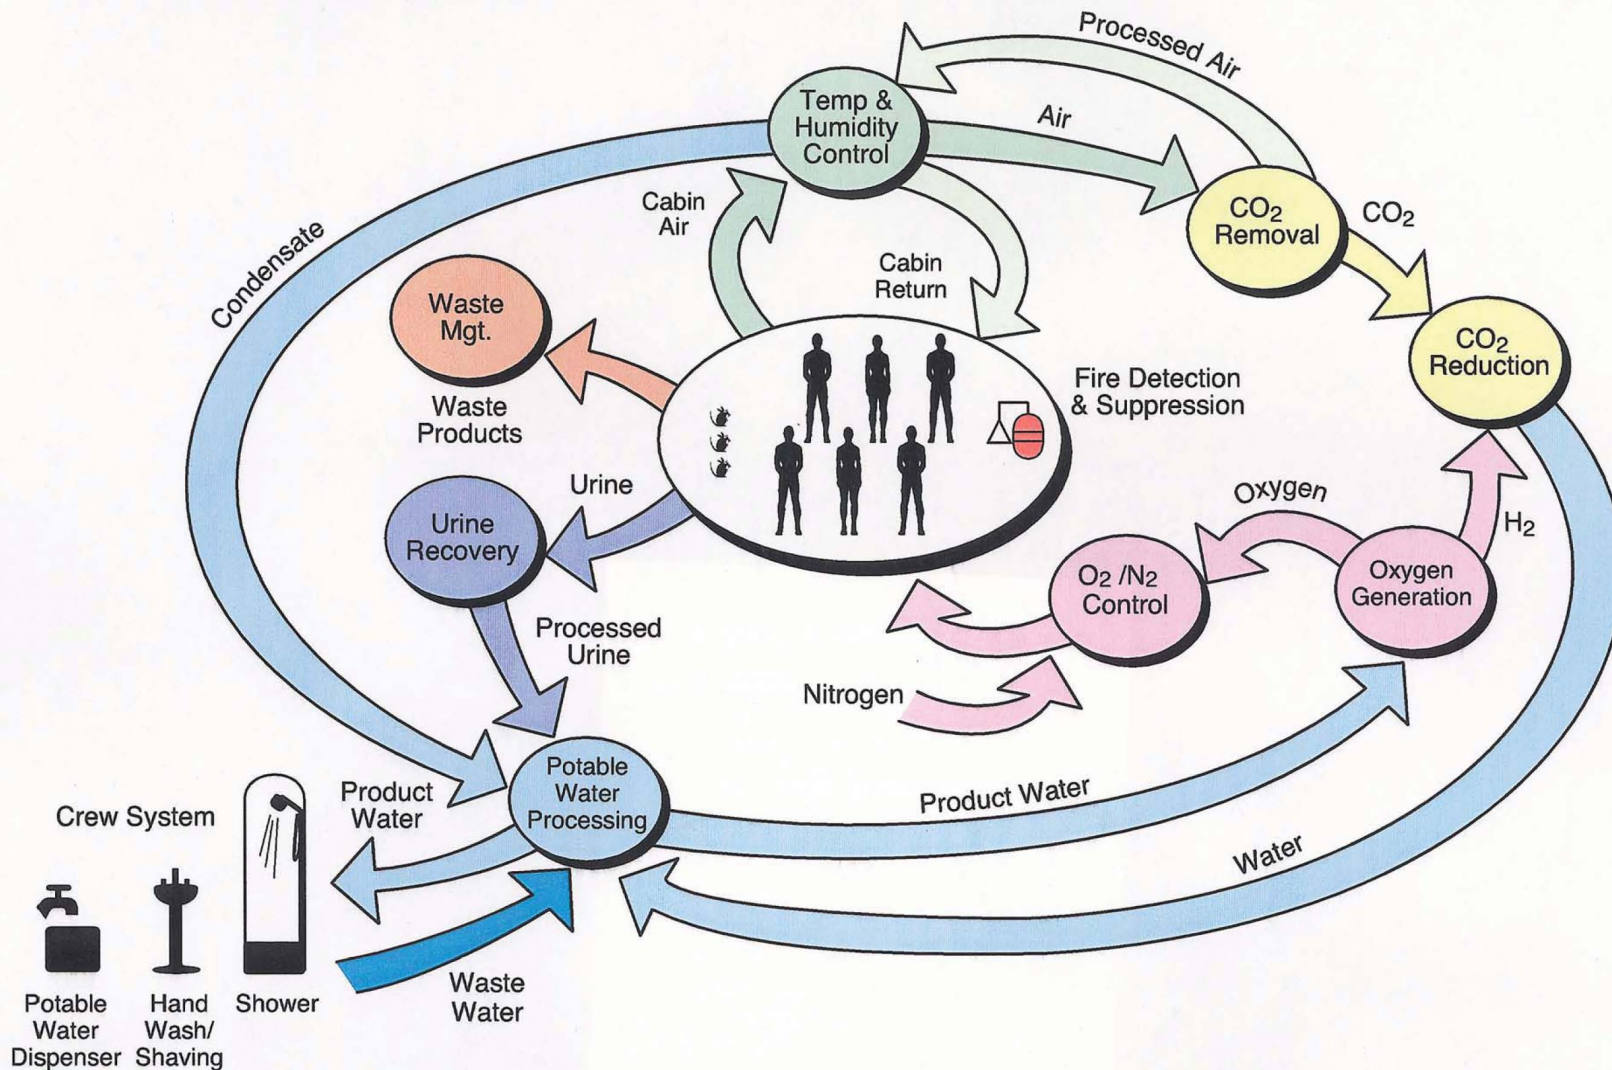 Processed Air
Temp &
Humidity
Control
Air
CO2
Removal
CO2
Cabin
Air
Cabin
Return
Condensate
Waste
Mgt.
Waste
Products
CO2
Reduction
Fire Detection
& Suppression
Urine
Urine
Recovery
Oxygen
H2
O2 /N2
Control
Oxygen
Generation
Processed
Urine
Nitrogen
Potable
Water
Processing
Product
Water
Product Water
Water
Crew System
Waste
Water
Potable
Water
Dispenser
Hand
Wash/
Shaving
Shower